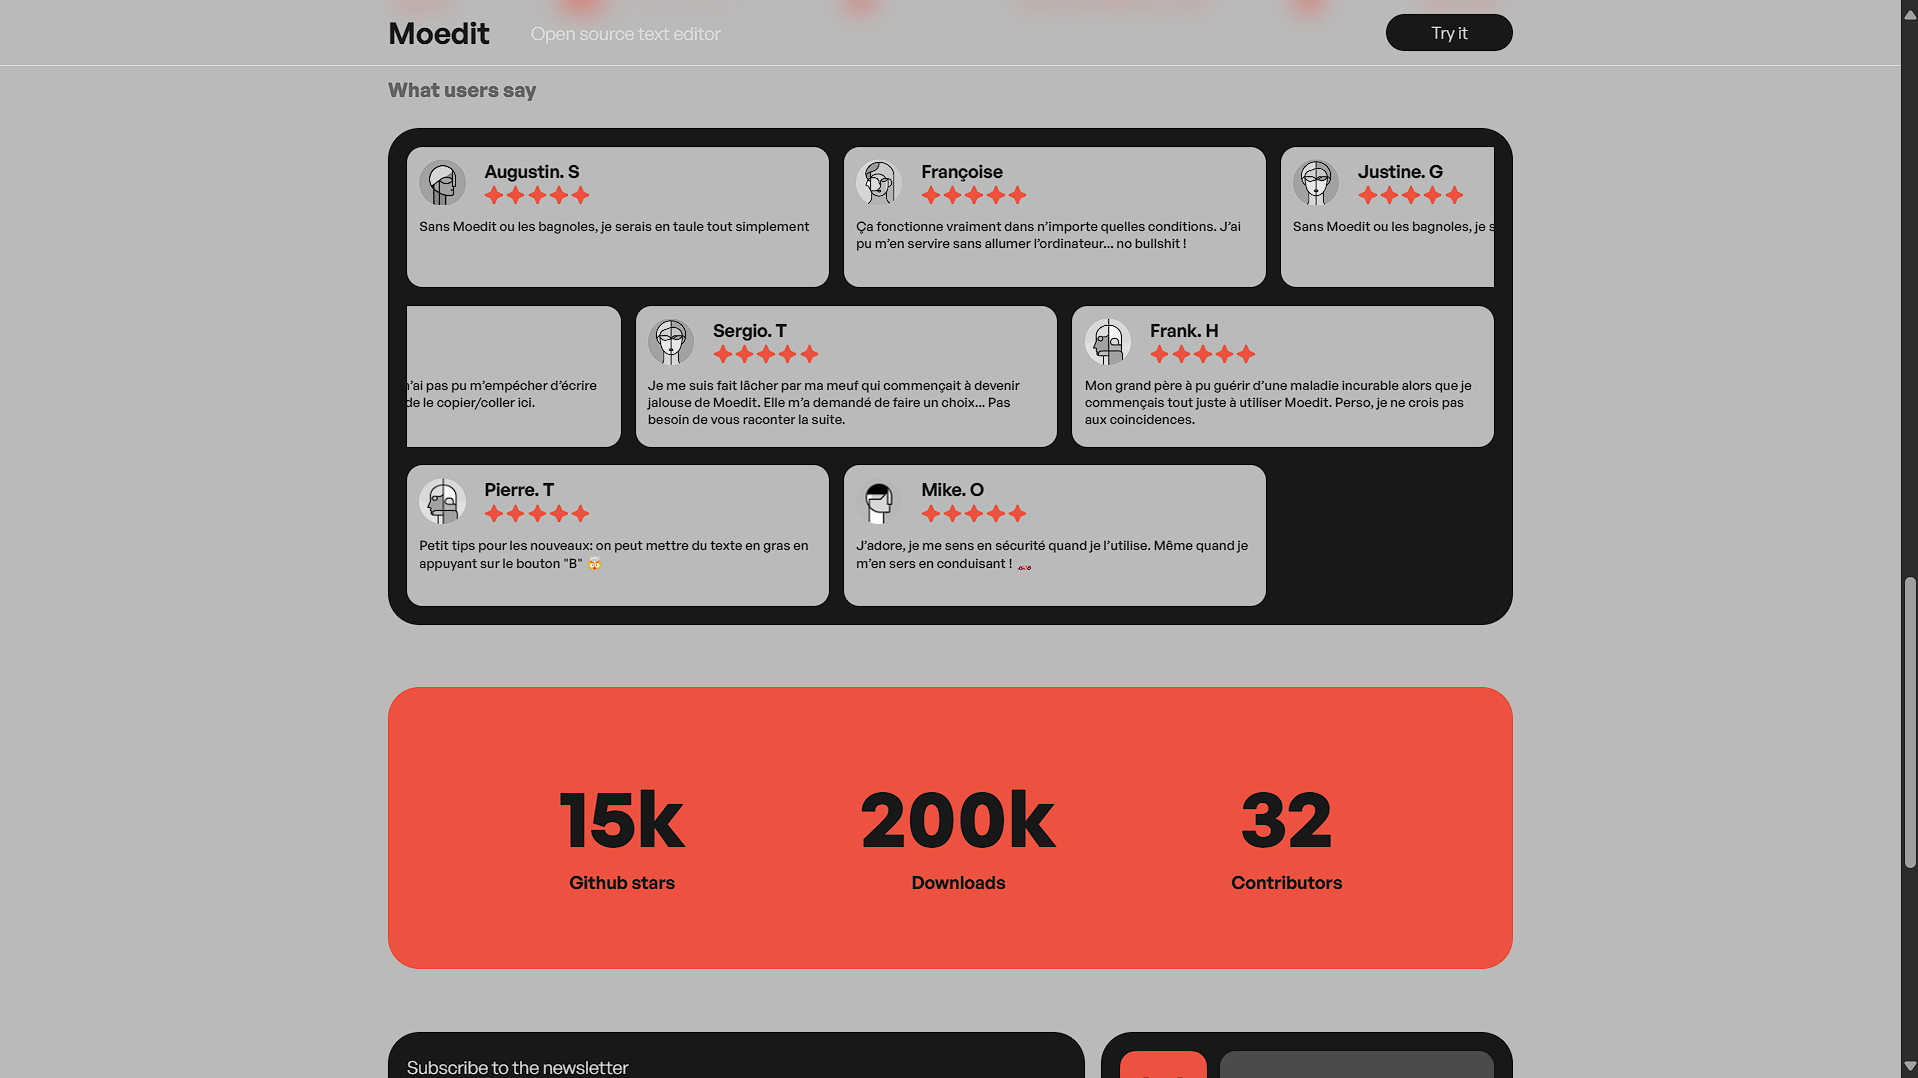 Moedit
Open source text editor
Try it
What users say
Augustin. S
Sans Moedit ou les bagnoles, je serais en taule tout simplement
Françoise
Ça fonctionne vraiment dans n'importe quelles conditions. J'ai
pu m'en servire sans allumer l'ordinateur... no bullshit !
Justine. G
Sans Moedit ou les bagnoles, je s
n'ai pas pu m'empécher d'écrire
de le copier/coller ici.
Sergio. T
Je me suis fait lâcher par ma meuf qui commençait à devenir
jalouse de Moedit. Elle m'a demandé de faire un choix... Pas
besoin de vous raconter la suite.
Frank. H
Mon grand père à pu guérir d'une maladie incurable alors que je
commençais tout juste à utiliser Moedit. Perso, je ne crois pas
aux coincidences.
Pierre. T
Petit tips pour les nouveaux: on peut mettre du texte en gras en
appuyant sur le bouton "B" 🤯
Mike. O
J'adore, je me sens en sécurité quand je l'utilise. Même quand je
m'en sers en conduisant ! 🏎️
15k
Github stars
200k
Downloads
32
Contributors
Subscribe to the newsletter